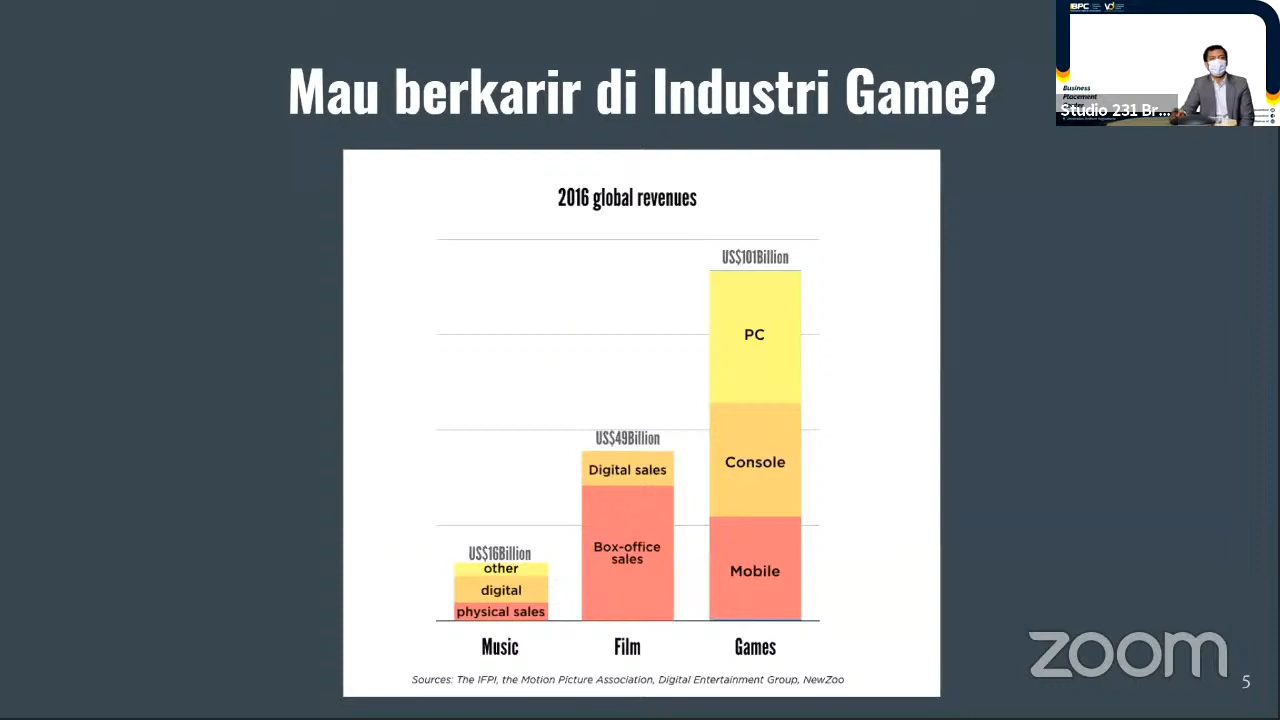 Mau berkarir di Industri Game?
BPC
Business
Placement
Studio 231 Br...
2016 global revenues
US$101Billion
PC
US$49Billion
Digital sales
Console
Box-office
sales
US$16Billion
other
digital
physical sales
Mobile
Music
Film
Games
Sources: The IFPI, the Motion Picture Association, Digital Entertainment Group, NewZoo
zoom
5